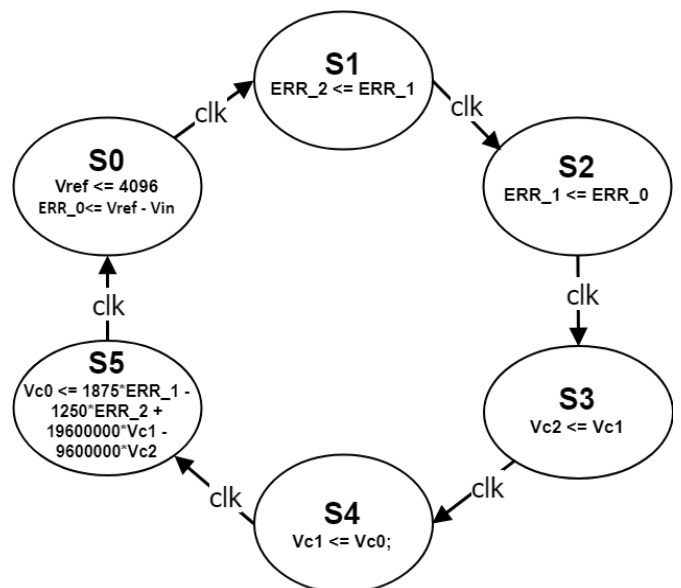 S0
Vref <= 4096
ERR_0<= Vref - Vin
clk
S1
ERR_2 <= ERR_1
clk
S2
ERR_1 <= ERR_0
clk
S3
Vc2 <= Vc1
clk
S4
Vc1 <= Vc0;
clk
S5
Vc0 <= 1875*ERR_1 -
1250*ERR_2 +
19600000*Vc1 -
9600000*Vc2
clk